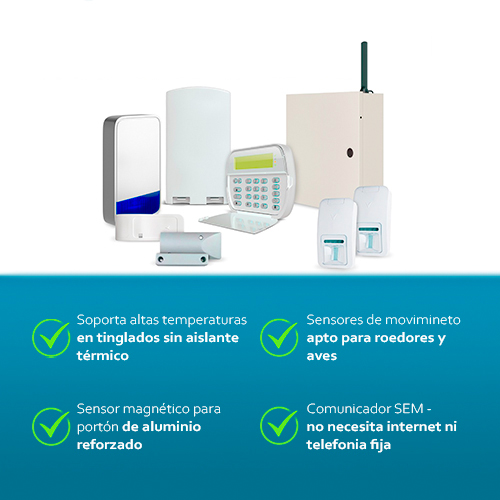 Soporta altas temperaturas
en tinglados sin aislante
térmico
Sensores de movimineto
apto para roedores y
aves
Sensor magnético para
portón de aluminio
reforzado
Comunicador SEM -
no necesita internet ni
telefonia fija